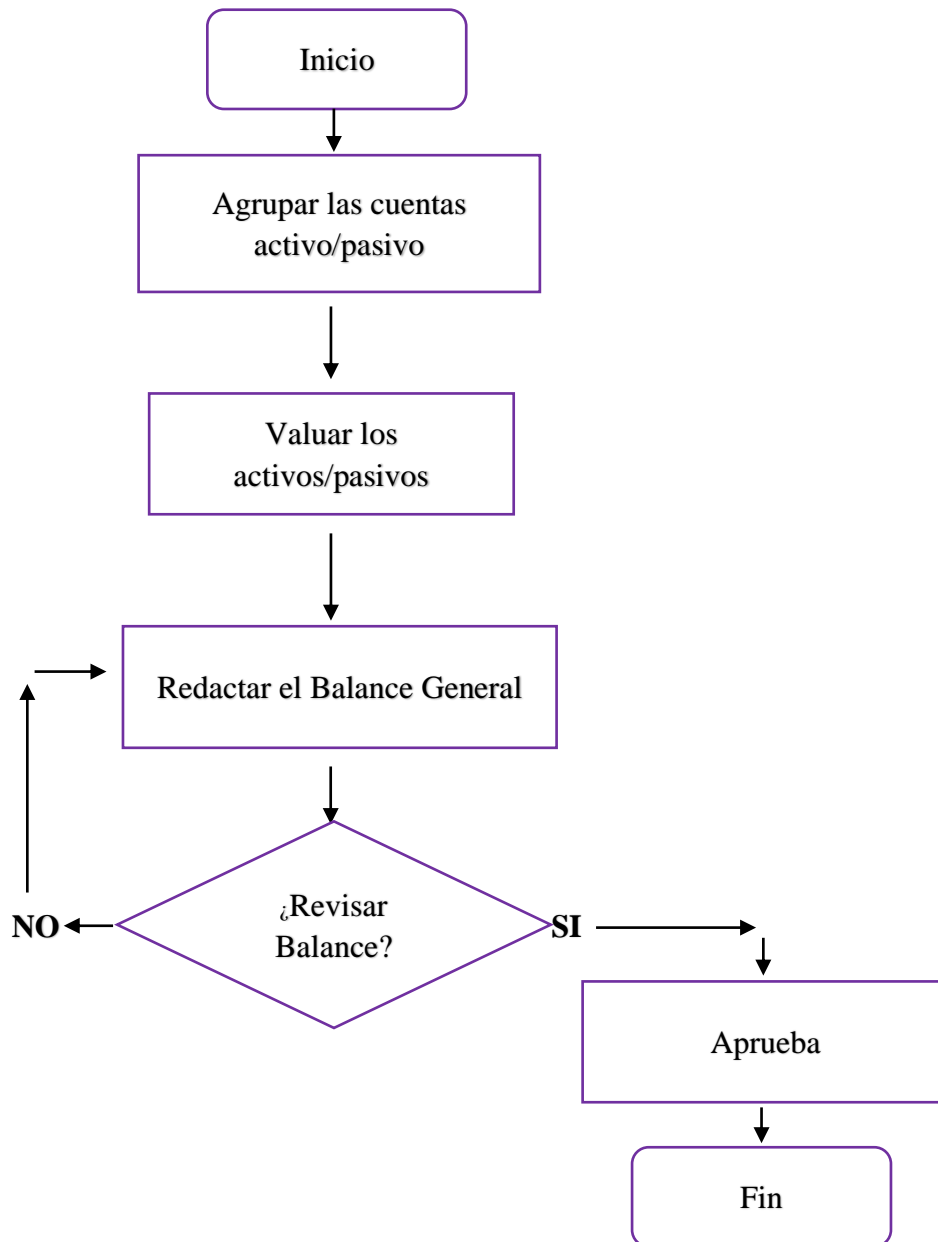 Inicio
Agrupar las cuentas
activo/pasivo
Valuar los
activos/pasivos
Redactar el Balance General
¿Revisar
Balance?
NO
SI
Aprueba
Fin